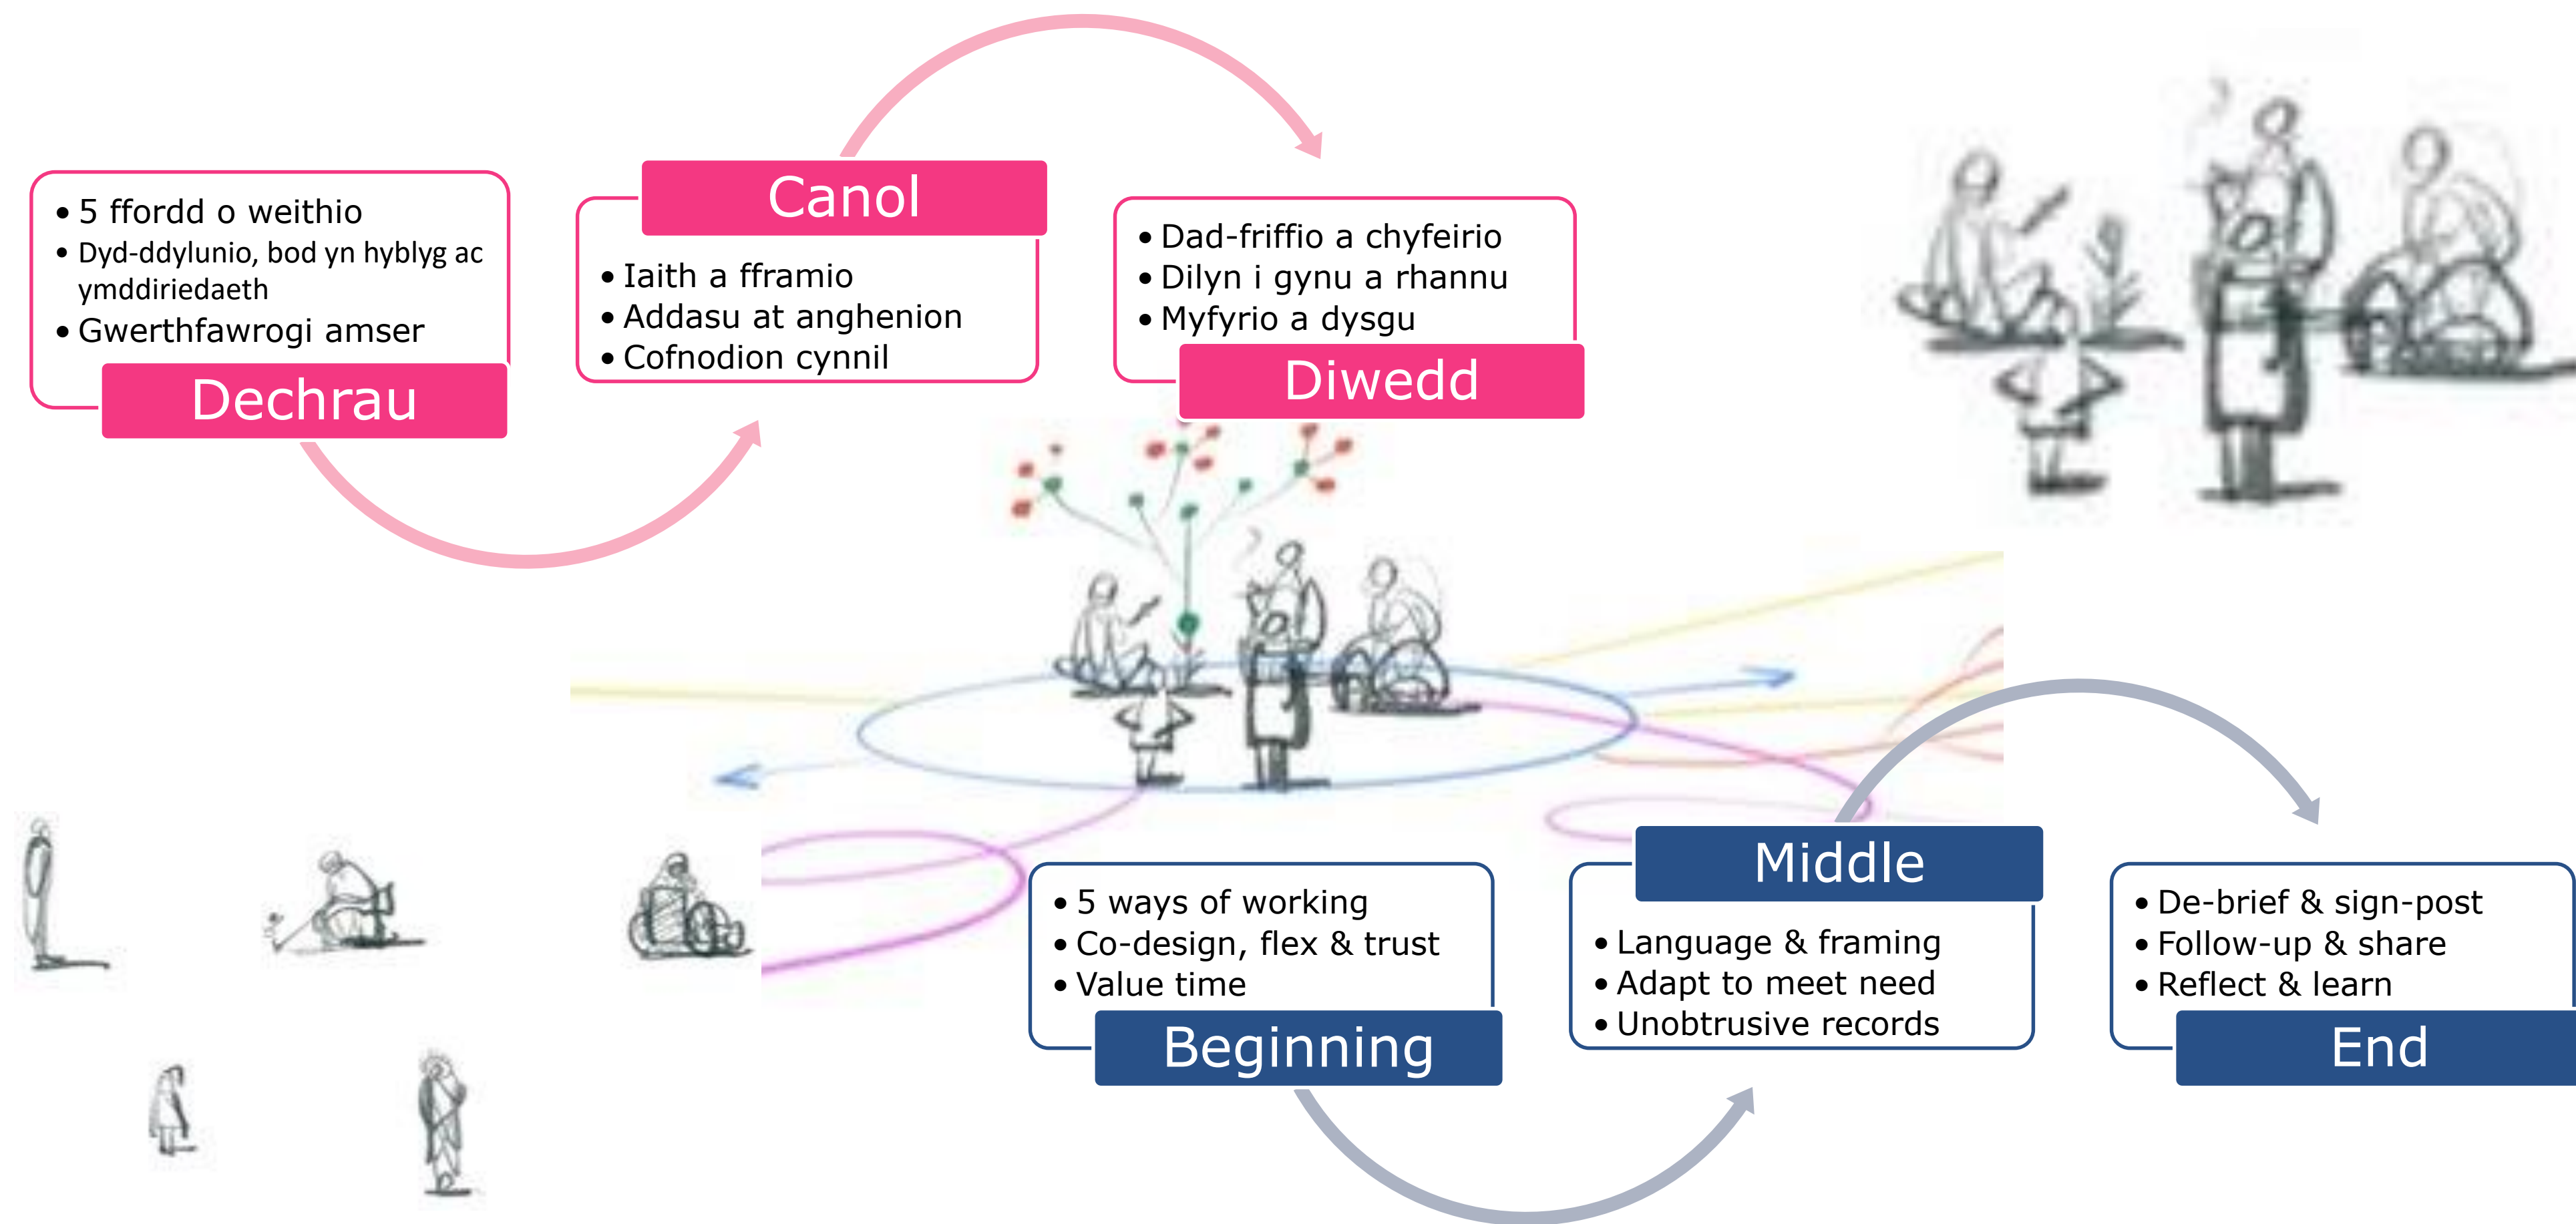 • 5 ffordd o weithio
• Dyd-ddylunio, bod yn hyblyg ac
ymddiriedaeth
• Gwerthfawrogi amser
Dechrau
Canol
• Iaith a fframio
• Addasu at anghenion
• Cofnodion cynnil
• Dad-friffio a chyfeirio
• Dilyn i gynu a rhannu
• Myfyrio a dysgu
Diwedd
• 5 ways of working
• Co-design, flex & trust
• Value time
Beginning
Middle
• Language & framing
• Adapt to meet need
• Unobtrusive records
• De-brief & sign-post
• Follow-up & share
• Reflect & learn
End